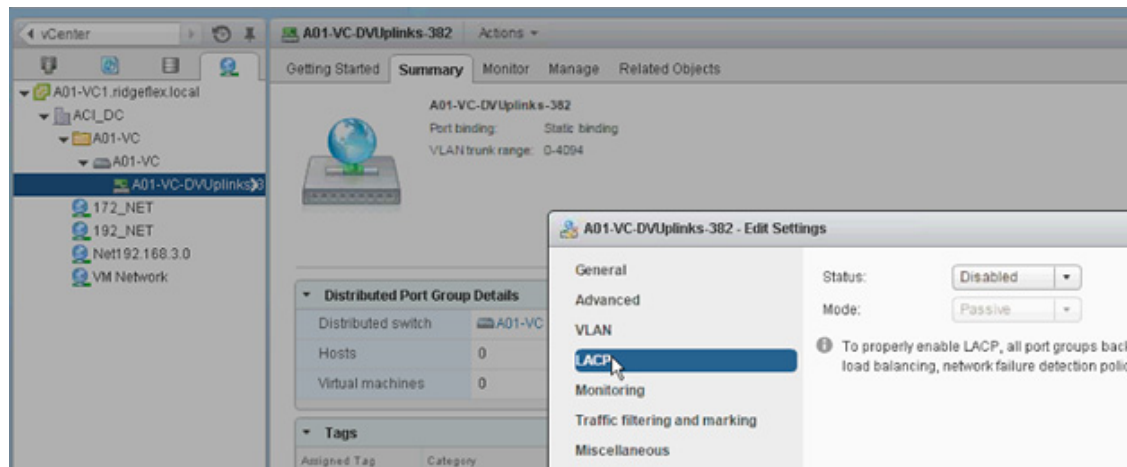 vCenter
A01-VC1.ridgeflex.local
ACI_DC
A01-VC
A01-VC
A01-VC-DVUplinks
172_NET
192_NET
Net192.168.3.0
VM Network
A01-VC-DVUplinks-382 Actions
Getting Started Summary Monitor Manage Related Objects
A01-VC-DVUplinks-382
Port binding: Static binding
VLAN trunk range: 0-4094
Distributed Port Group Details
Distributed switch A01-VC
Hosts 0
Virtual machines 0
Tags
Assigned Tag Category
A01-VC-DVUplinks-382 - Edit Settings
General
Advanced
VLAN
LACP
Monitoring
Traffic filtering and marking
Miscellaneous
Status: Disabled
Mode: Passive
To properly enable LACP, all port groups back
load balancing, network failure detection polic